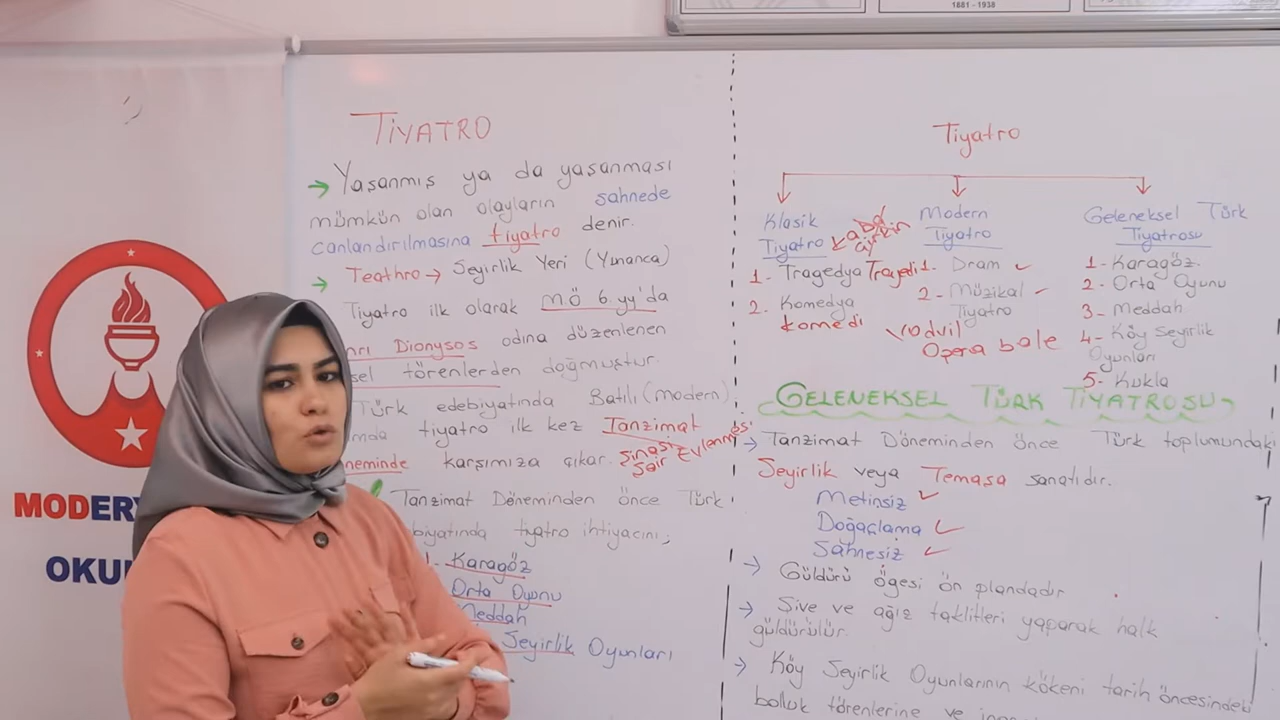 1881 - 1938
TİYATRO
→ Yaşanmış ya da yaşanması
mümkün olan olayların sahnede
canlandırılmasına tiyatro denir.
→ Teathro → Seyirlik Yeri (Yunanca)
Tiyatro ilk olarak MÖ 6. yy'da
Dionysos adına düzenlenen
törenlerden doğmuştur.
Türk edebiyatında Batılı (modern)
tiyatro ilk kez Tanzimat
karşımıza çıkar. Şinasi Şair Evlenmesi
Tanzimat Döneminden önce Türk
tiyatro ihtiyacını;
Karagöz
Orta Oyunu
Meddah
Seyirlik Oyunları
Tiyatro
Klasik
Tiyatro
1- Tragedya Tragedi
2. Komedya
komedi
Modern
Tiyatro
1- Dram ✓
2- Müzikal
Tiyatro
Vodvil
Opera bale
Geleneksel Türk
Tiyatrosu
1- Karagöz
2- Orta Oyunu
3- Meddah
4- Köy Seyirlik
Oyunları
5- Kukla
GELENEKSEL TÜRK TİYATROSU
→ Tanzimat Döneminden önce Türk toplumundaki
Seyirlik veya Temaşa sanatıdır.
Metinsiz ✓
Doğaçlama ✓
Sahnesiz ✓
→ Güldürü ögesi ön plandadır
→ Şive ve ağız taklitleri yaparak halk
güldürülür.
→ Köy Seyirlik Oyunlarının kökeni tarih öncesindeki
bolluk törenlerine ve
MODERN
OKU